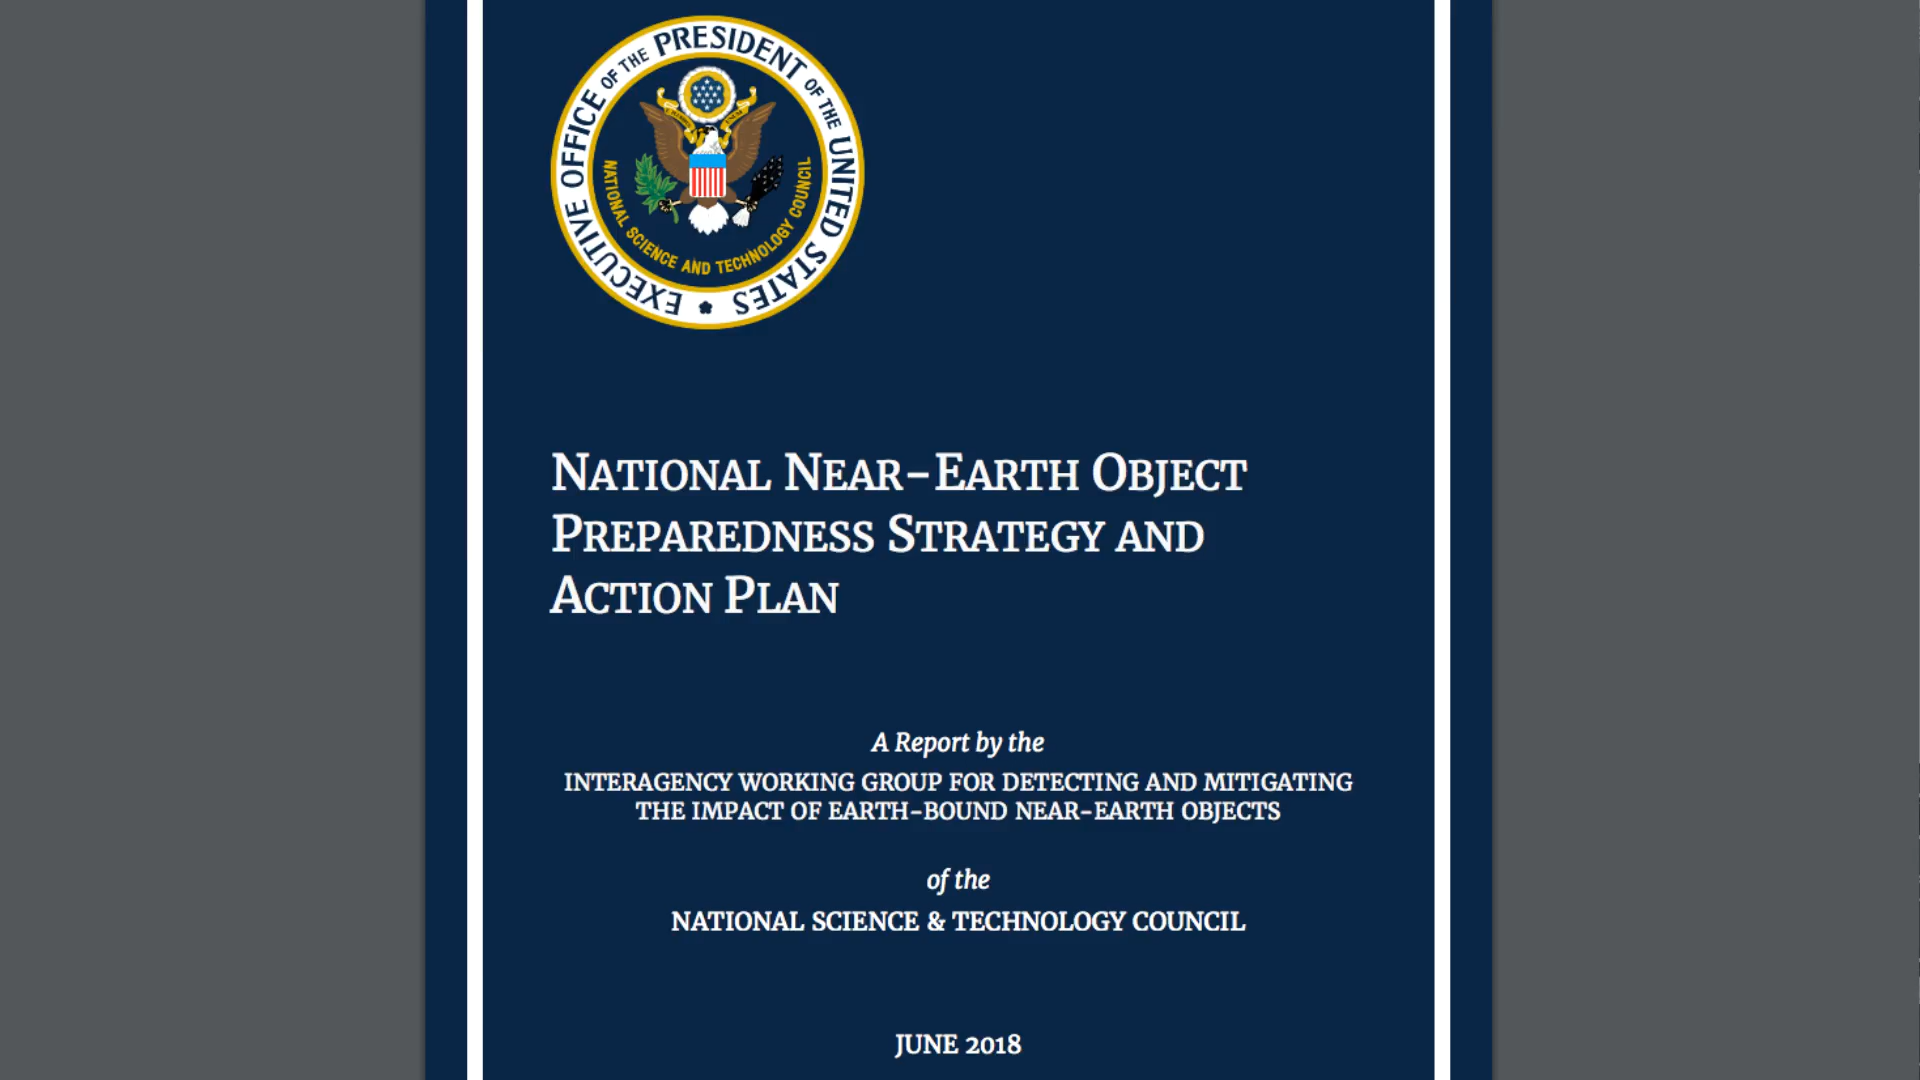 EXECUTIVE OFFICE OF THE PRESIDENT OF THE UNITED STATES
NATIONAL SCIENCE AND TECHNOLOGY COUNCIL
NATIONAL NEAR-EARTH OBJECT
PREPAREDNESS STRATEGY AND
ACTION PLAN
A Report by the
INTERAGENCY WORKING GROUP FOR DETECTING AND MITIGATING
THE IMPACT OF EARTH-BOUND NEAR-EARTH OBJECTS
of the
NATIONAL SCIENCE & TECHNOLOGY COUNCIL
JUNE 2018